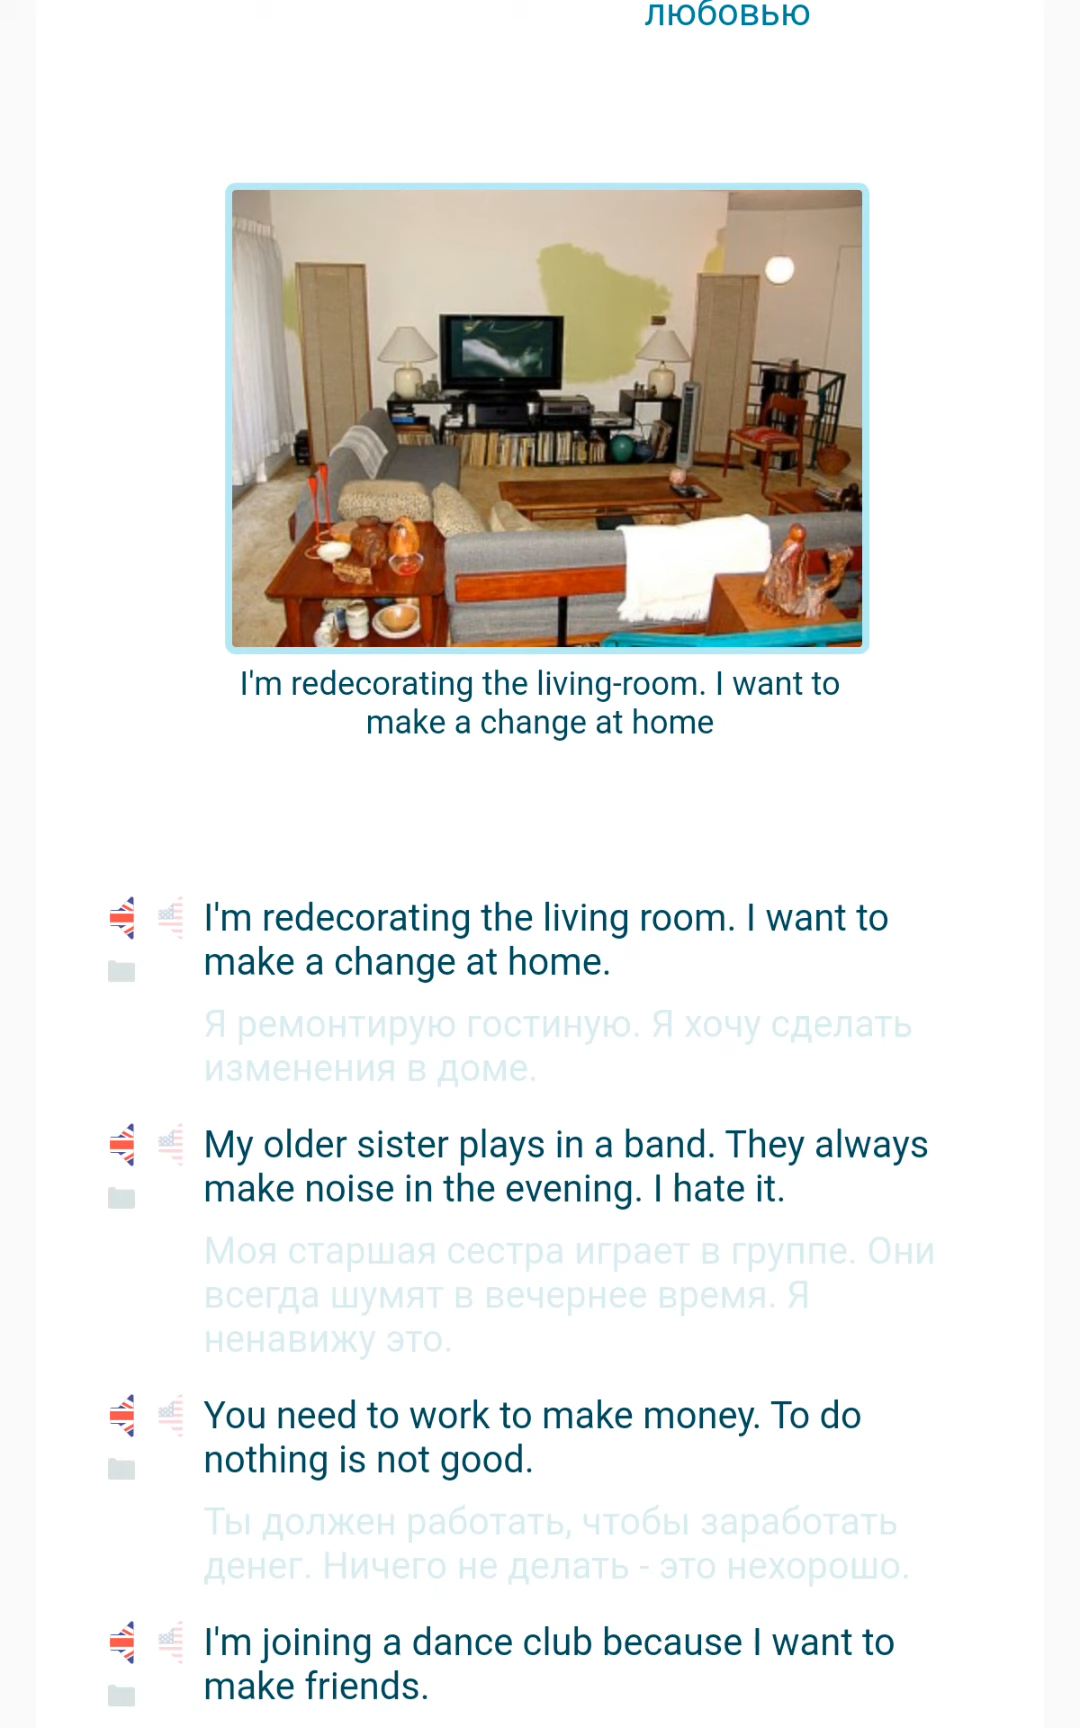 любовью
I'm redecorating the living-room. I want to
make a change at home
I'm redecorating the living room. I want to
make a change at home.
Я ремонтирую гостиную. Я хочу сделать
изменения в доме.
My older sister plays in a band. They always
make noise in the evening. I hate it.
Моя старшая сестра играет в группе. Они
всегда шумят в вечернее время. Я
ненавижу это.
You need to work to make money. To do
nothing is not good.
Ты должен работать, чтобы заработать
денег. Ничего не делать - это нехорошо.
I'm joining a dance club because I want to
make friends.